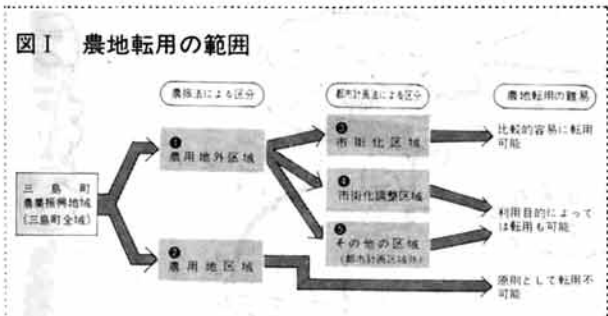 図Ⅰ 農地転用の範囲
農振法による区分
都市計画法による区分
農地転用の難易
三島町
農業振興地域
(三島町全域)
❶
農用地外区域
❷
農用地区域
❸
市街化区域
❹
市街化調整区域
❺
その他の区域
(都市計画区域外)
比較的容易に転用
可能
利用目的によって
は転用も可能
原則として転用不
可能